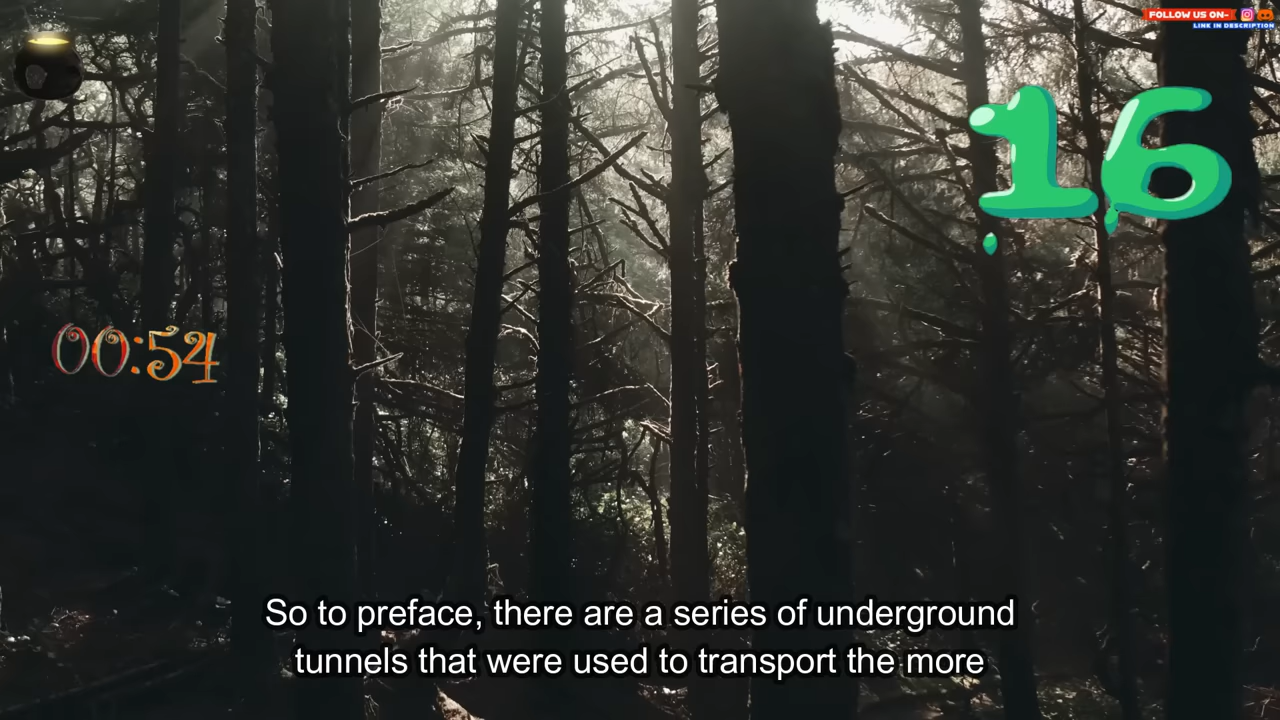 FOLLOW US ON-
LINK IN DESCRIPTION
16
00:54
So to preface, there are a series of underground
tunnels that were used to transport the more